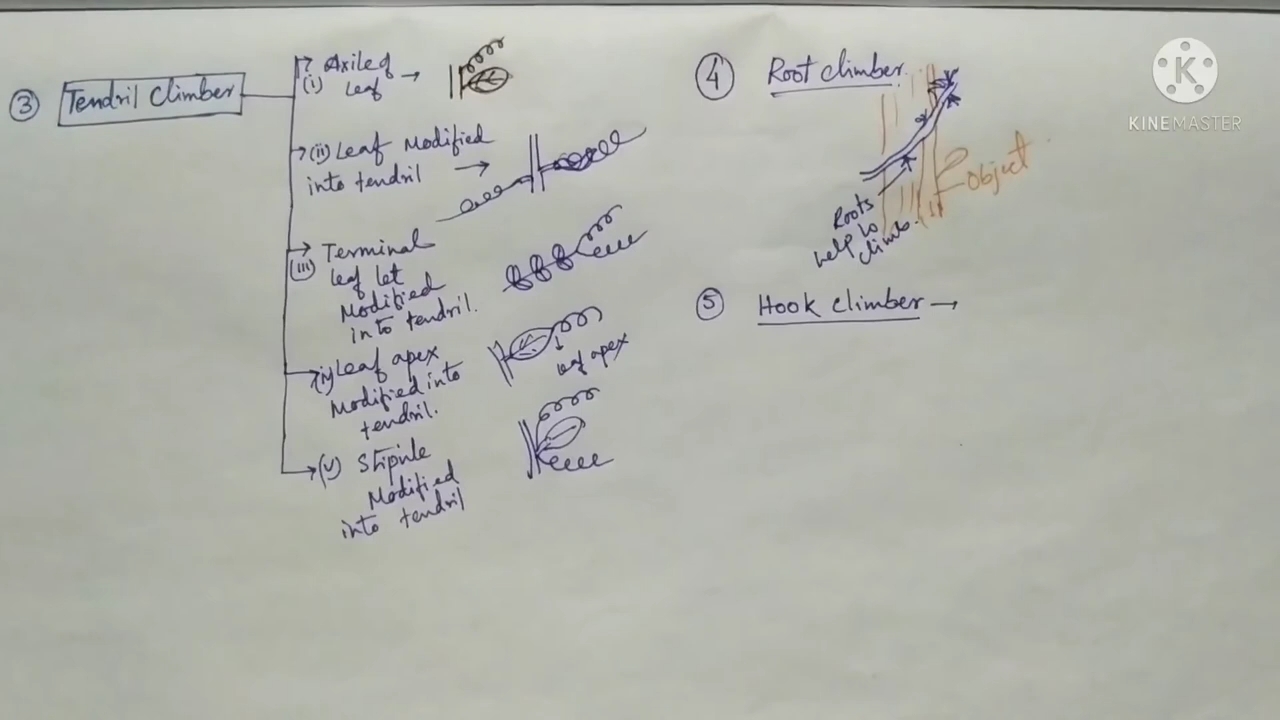 ③ Tendril Climber
(i) Axile of
leaf →
(ii) Leaf Modified
into tendril →
(iii) Terminal
leaf let
Modified
into tendril.
(iv) Leaf apex
Modified into
tendril.
leaf apex
(v) Stipule
Modified
into tendril
④ Root climber.
object
Roots
help to
climb.
⑤ Hook climber →
K
KINEMASTER